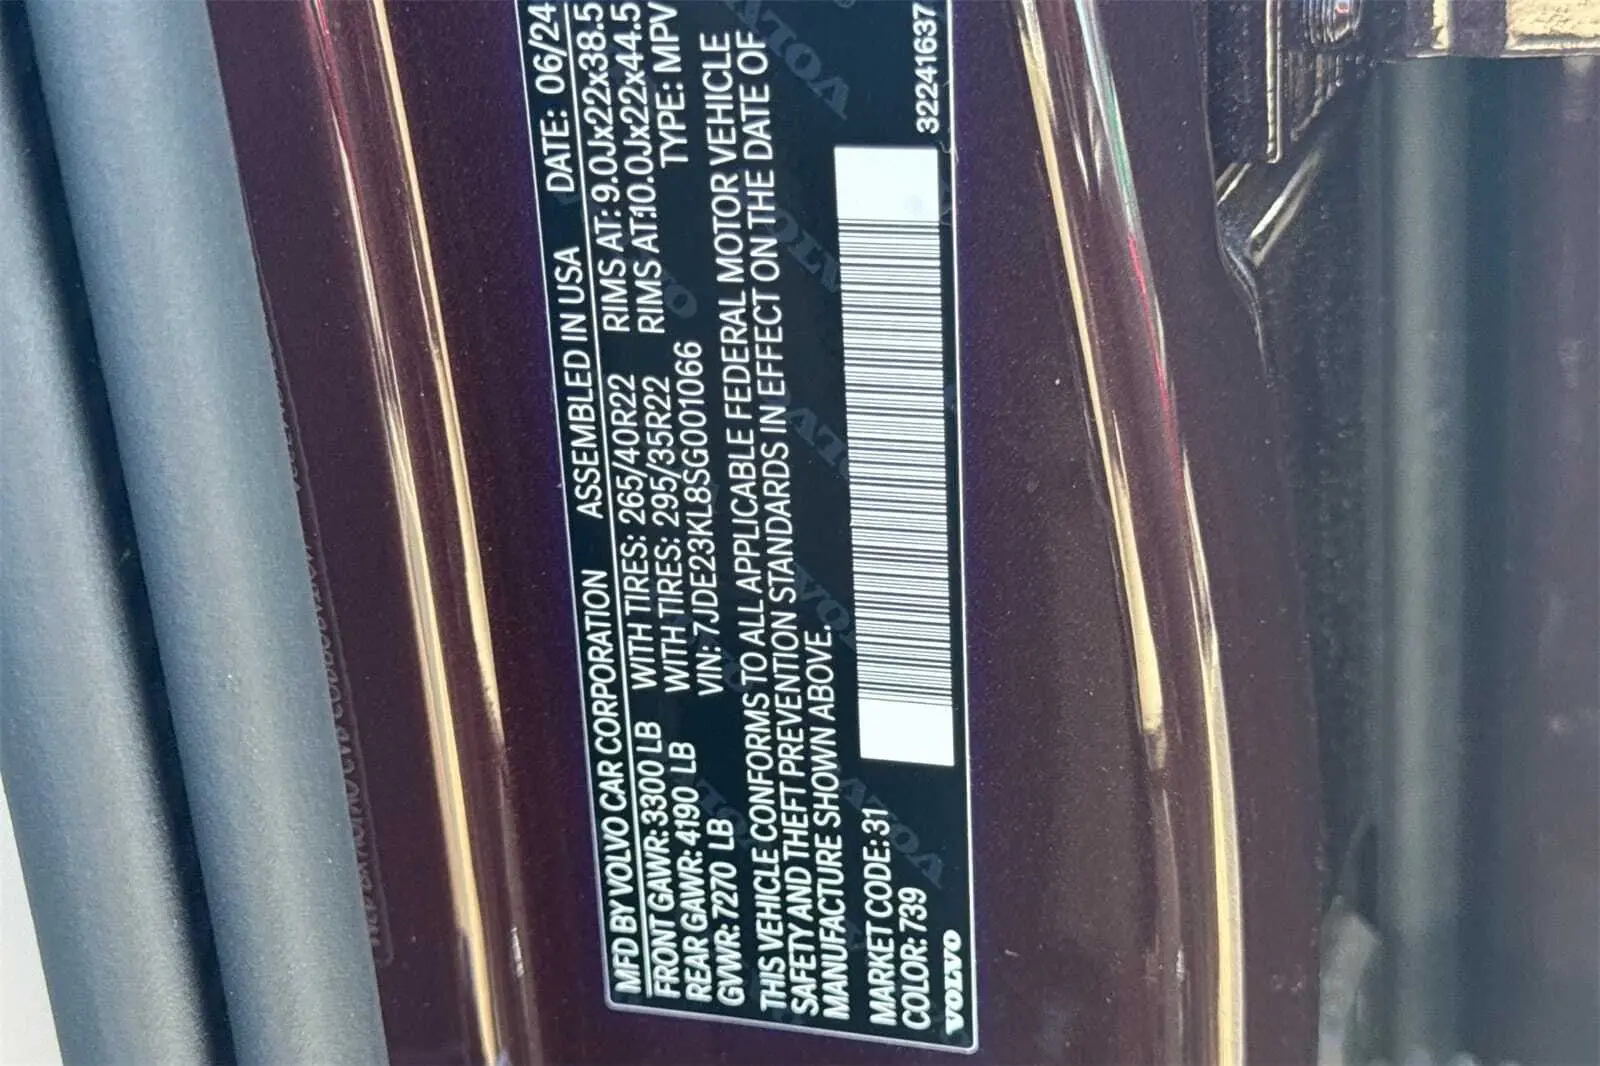 MFD BY VOLVO CAR CORPORATION ASSEMBLED IN USA DATE: 06/24
FRONT GAWR: 3300 LB WITH TIRES: 265/40R22 RIMS AT: 9.0Jx22x38.5
REAR GAWR: 4190 LB WITH TIRES: 295/35R22 RIMS AT:10.0Jx22x44.5
GVWR: 7270 LB VIN: 7JDE23KL8SG001066 TYPE: MPV
THIS VEHICLE CONFORMS TO ALL APPLICABLE FEDERAL MOTOR VEHICLE
SAFETY AND THEFT PREVENTION STANDARDS IN EFFECT ON THE DATE OF
MANUFACTURE SHOWN ABOVE.
MARKET CODE:31
COLOR: 739
32241637
VOLVO